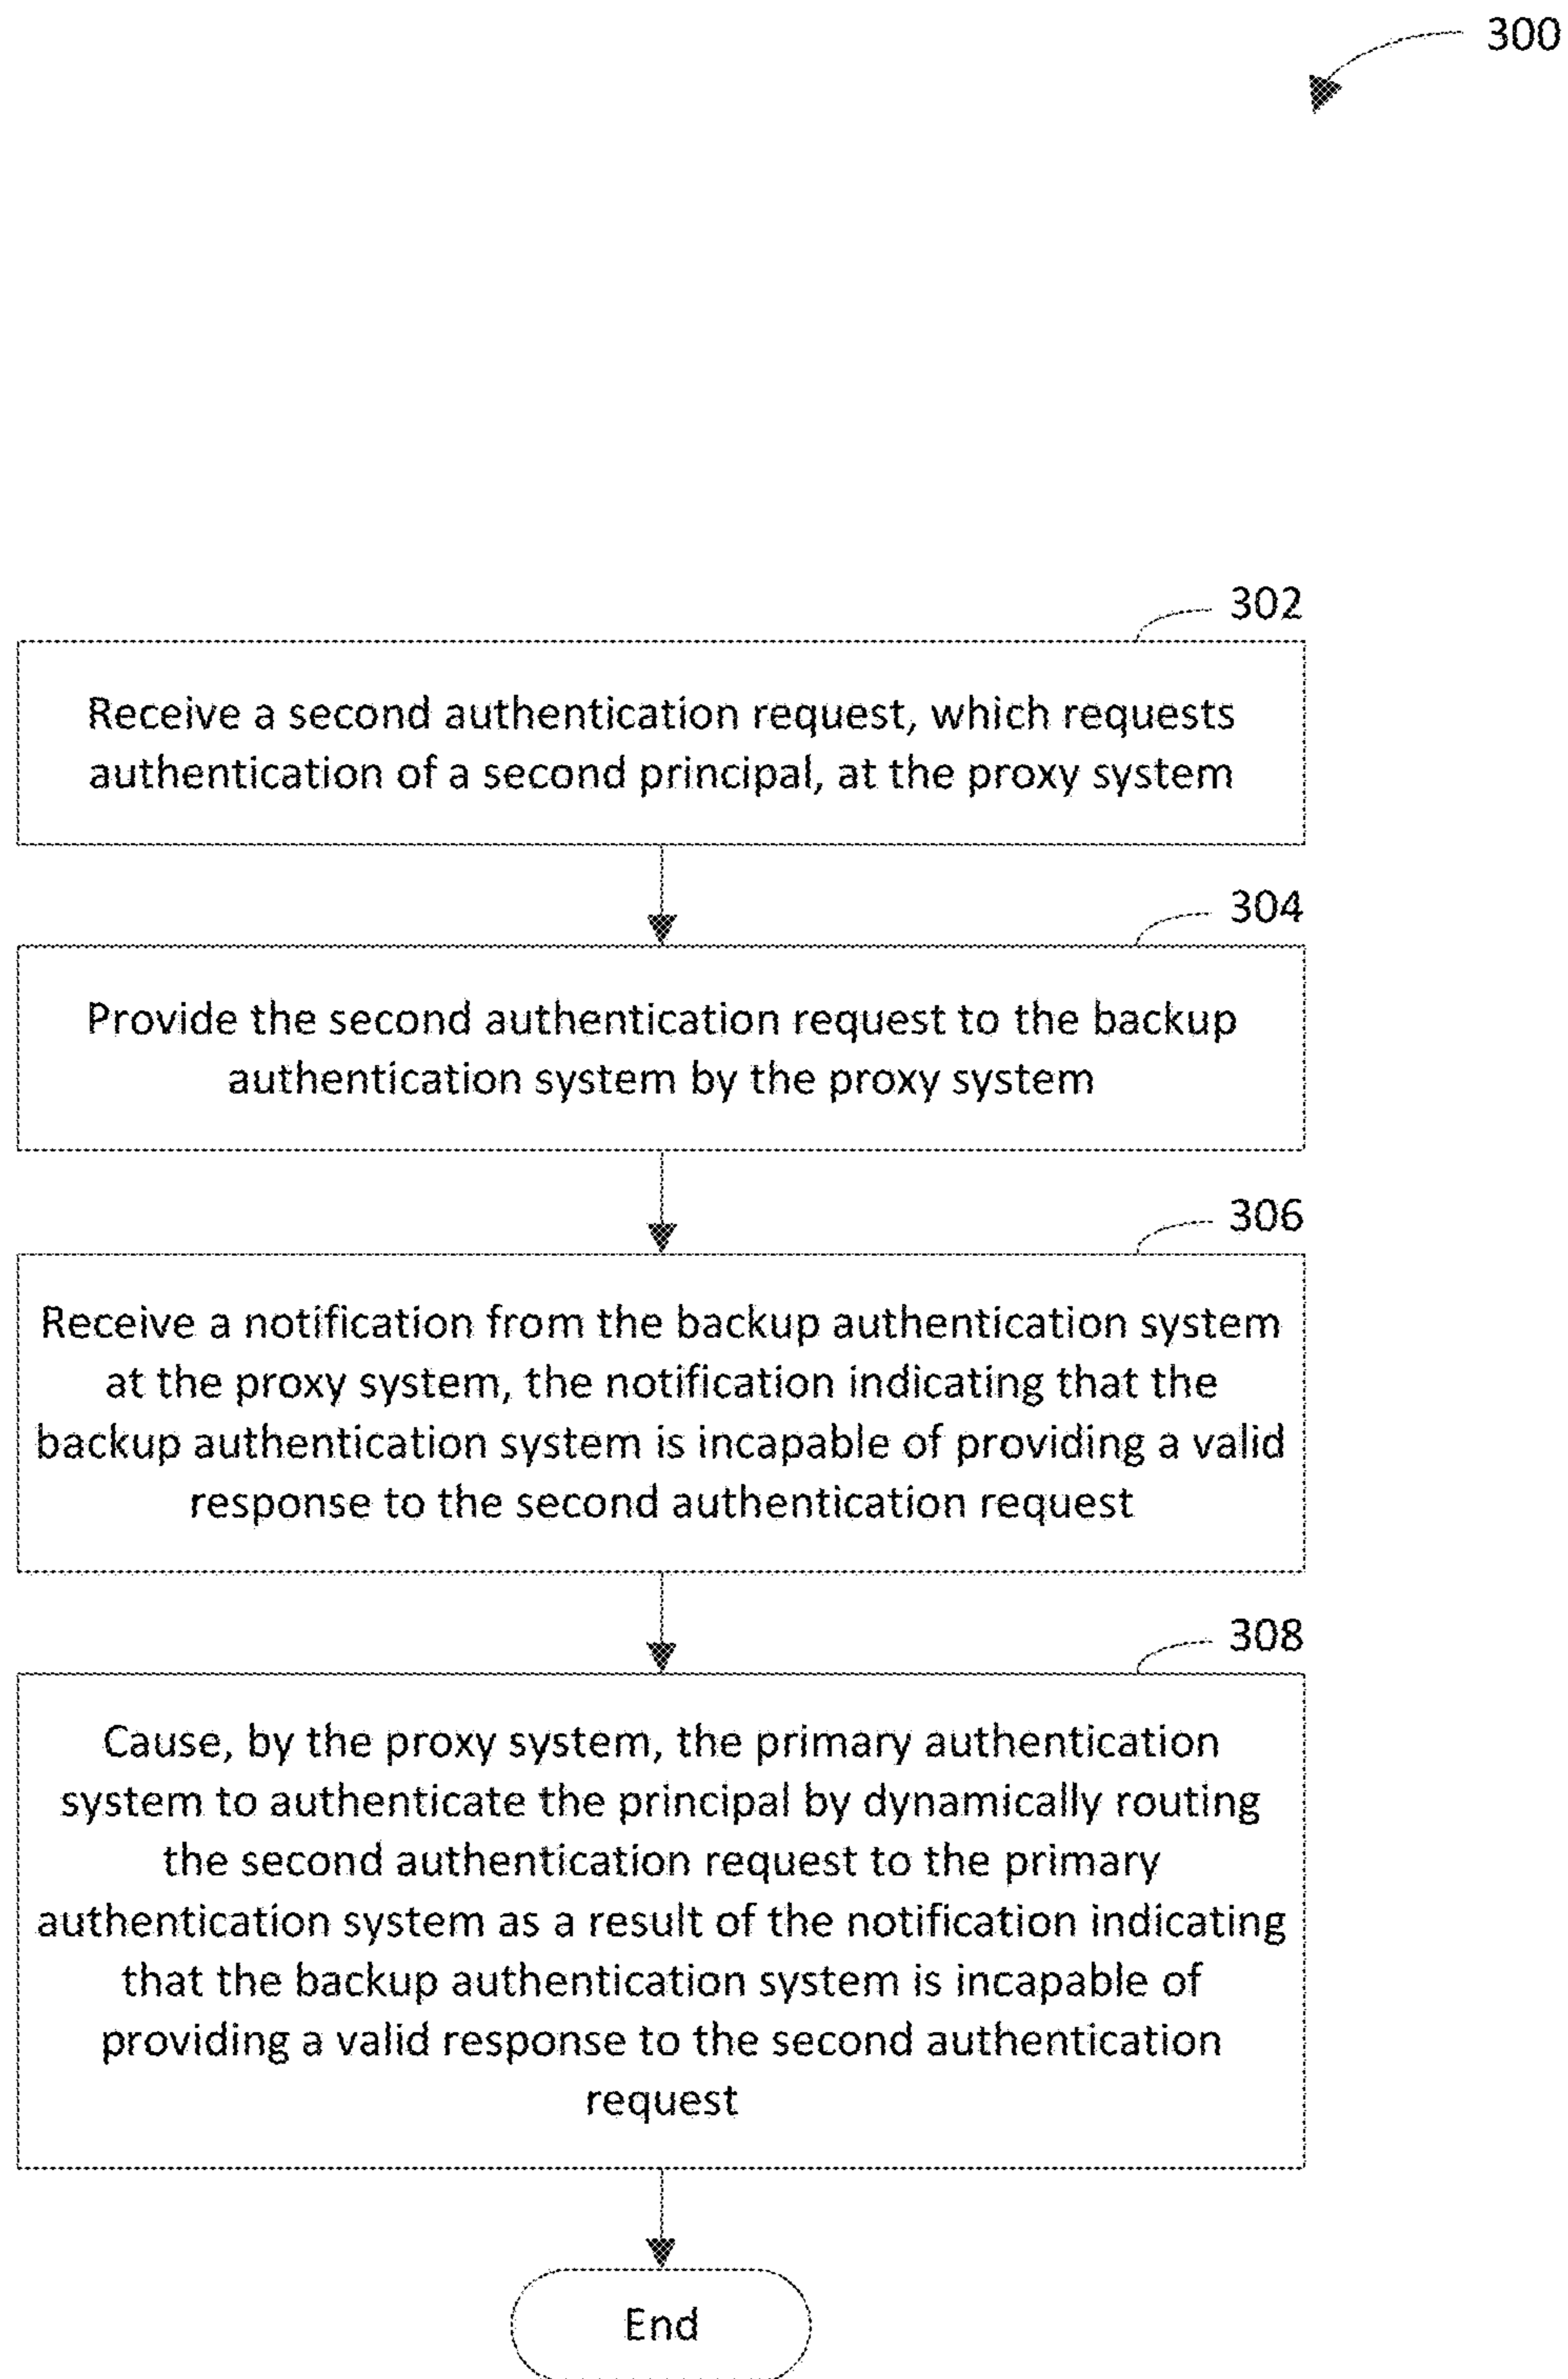 300
302
Receive a second authentication request, which requests
authentication of a second principal, at the proxy system
304
Provide the second authentication request to the backup
authentication system by the proxy system
306
Receive a notification from the backup authentication system
at the proxy system, the notification indicating that the
backup authentication system is incapable of providing a valid
response to the second authentication request
308
Cause, by the proxy system, the primary authentication
system to authenticate the principal by dynamically routing
the second authentication request to the primary
authentication system as a result of the notification indicating
that the backup authentication system is incapable of
providing a valid response to the second authentication
request
End